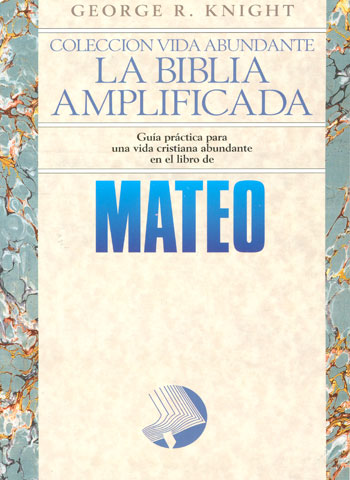 GEORGE R. KNIGHT
COLECCION VIDA ABUNDANTE
LA BIBLIA
AMPLIFICADA
Guía práctica para
una vida cristiana abundante
en el libro de
MATEO